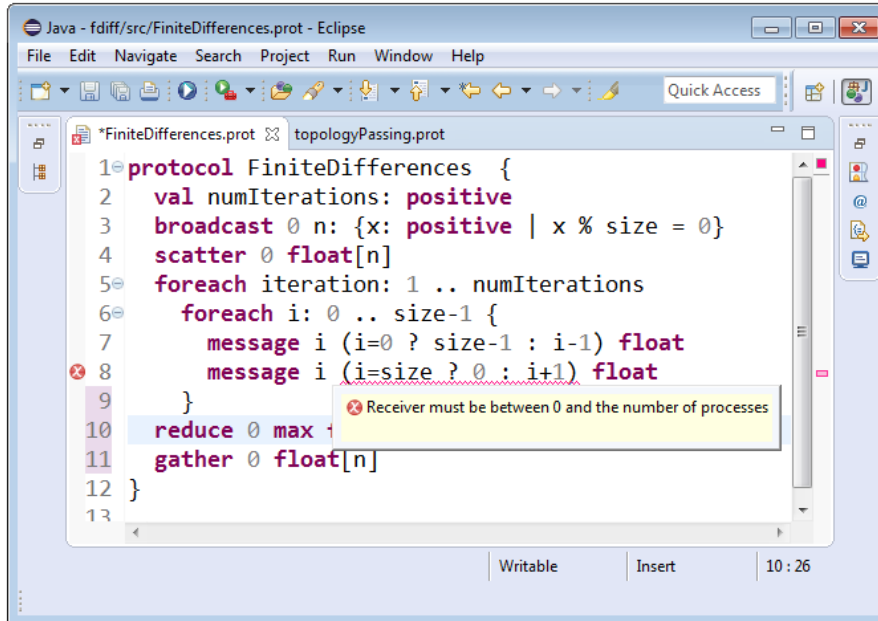 Java - fdiff/src/FiniteDifferences.prot - Eclipse
File Edit Navigate Search Project Run Window Help
Quick Access
*FiniteDifferences.prot topologyPassing.prot
1 protocol FiniteDifferences {
2 val numIterations: positive
3 broadcast 0 n: {x: positive | x % size = 0}
4 scatter 0 float[n]
5 foreach iteration: 1 .. numIterations
6 foreach i: 0 .. size-1 {
7 message i (i=0 ? size-1 : i-1) float
8 message i (i=size ? 0 : i+1) float
9 }
Receiver must be between 0 and the number of processes
10 reduce 0 max
11 gather 0 float[n]
12 }
13
Writable Insert 10 : 26